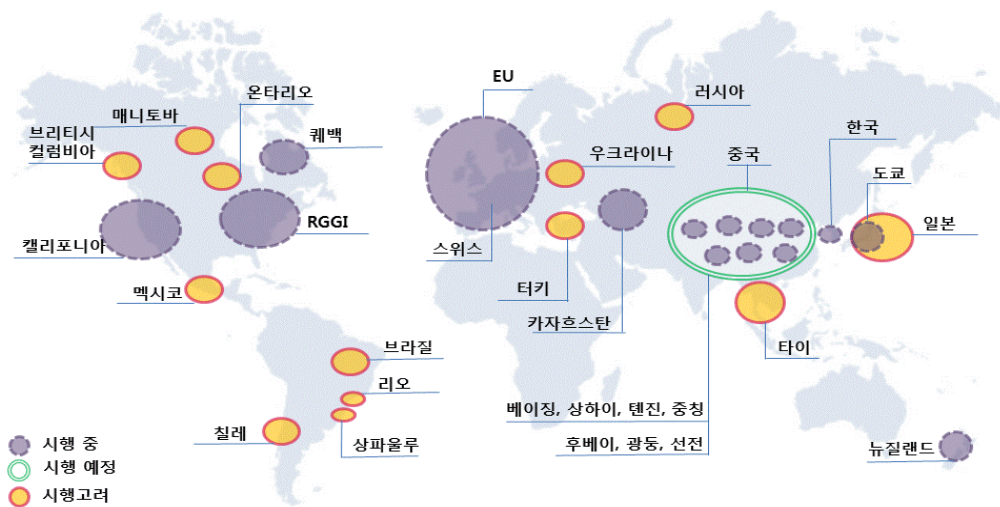 EU
러시아
온타리오
매니토바
브리티시
컬럼비아
퀘백
우크라이나
중국
한국
도쿄
RGGI
일본
캘리포니아
스위스
멕시코
터키
카자흐스탄
타이
브라질
리오
베이징, 상하이, 텐진, 중칭
칠레
상파울루
후베이, 광둥, 선전
뉴질랜드
시행 중
시행 예정
시행고려